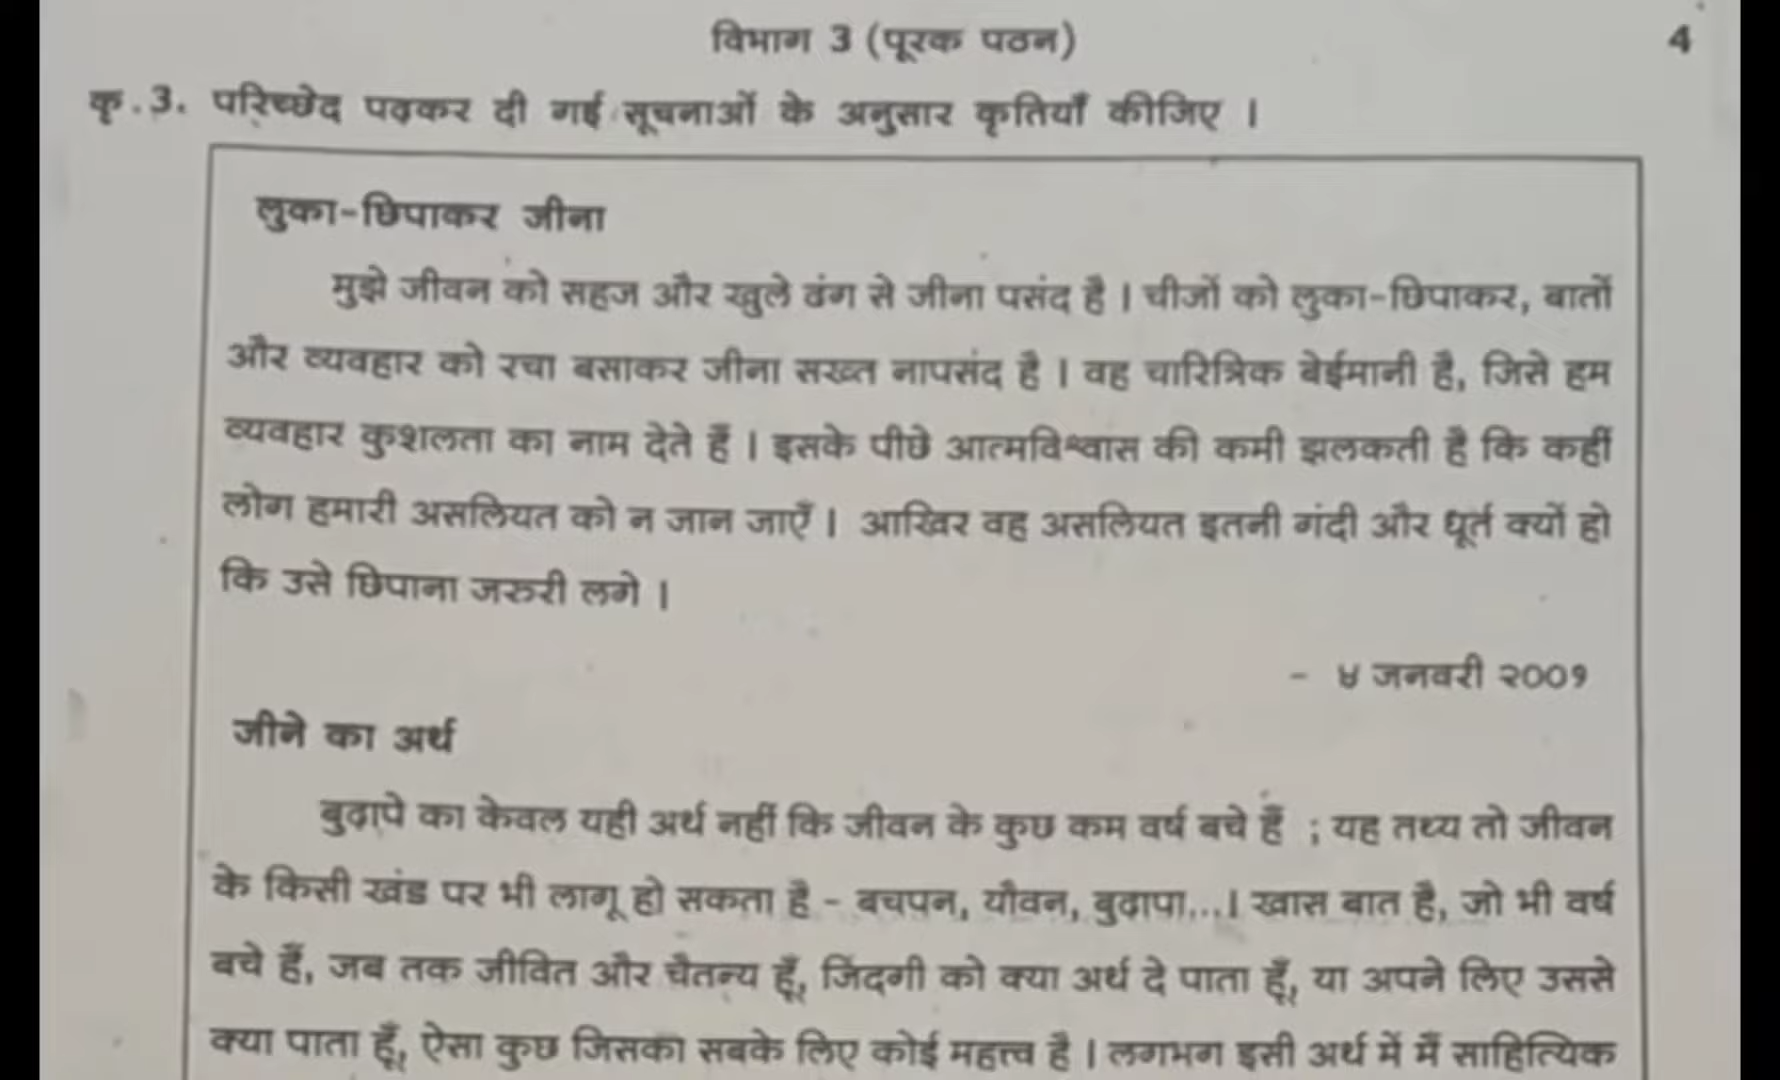 विभाग 3 (पूरक पठन)
4
कृ.3. परिच्छेद पढ़कर दी गई सूचनाओं के अनुसार कृतियाँ कीजिए ।
लुका-छिपाकर जीना
मुझे जीवन को सहज और खुले ढंग से जीना पसंद है । चीजों को लुका-छिपाकर, बातों
और व्यवहार को रचा बसाकर जीना सख्त नापसंद है । वह चारित्रिक बेईमानी है, जिसे हम
व्यवहार कुशलता का नाम देते हैं । इसके पीछे आत्मविश्वास की कमी झलकती है कि कहीं
लोग हमारी असलियत को न जान जाएँ । आखिर वह असलियत इतनी गंदी और धूर्त क्यों हो
कि उसे छिपाना जरुरी लगे ।
- ४ जनवरी २००१
जीने का अर्थ
बुढ़ापे का केवल यही अर्थ नहीं कि जीवन के कुछ कम वर्ष बचे हैं ; यह तथ्य तो जीवन
के किसी खंड पर भी लागू हो सकता है - बचपन, यौवन, बुढ़ापा...। खास बात है, जो भी वर्ष
बचे हैं, जब तक जीवित और चैतन्य हूँ, जिंदगी को क्या अर्थ दे पाता हूँ, या अपने लिए उससे
क्या पाता हूँ, ऐसा कुछ जिसका सबके लिए कोई महत्त्व है । लगभग इसी अर्थ में मैं साहित्यिक